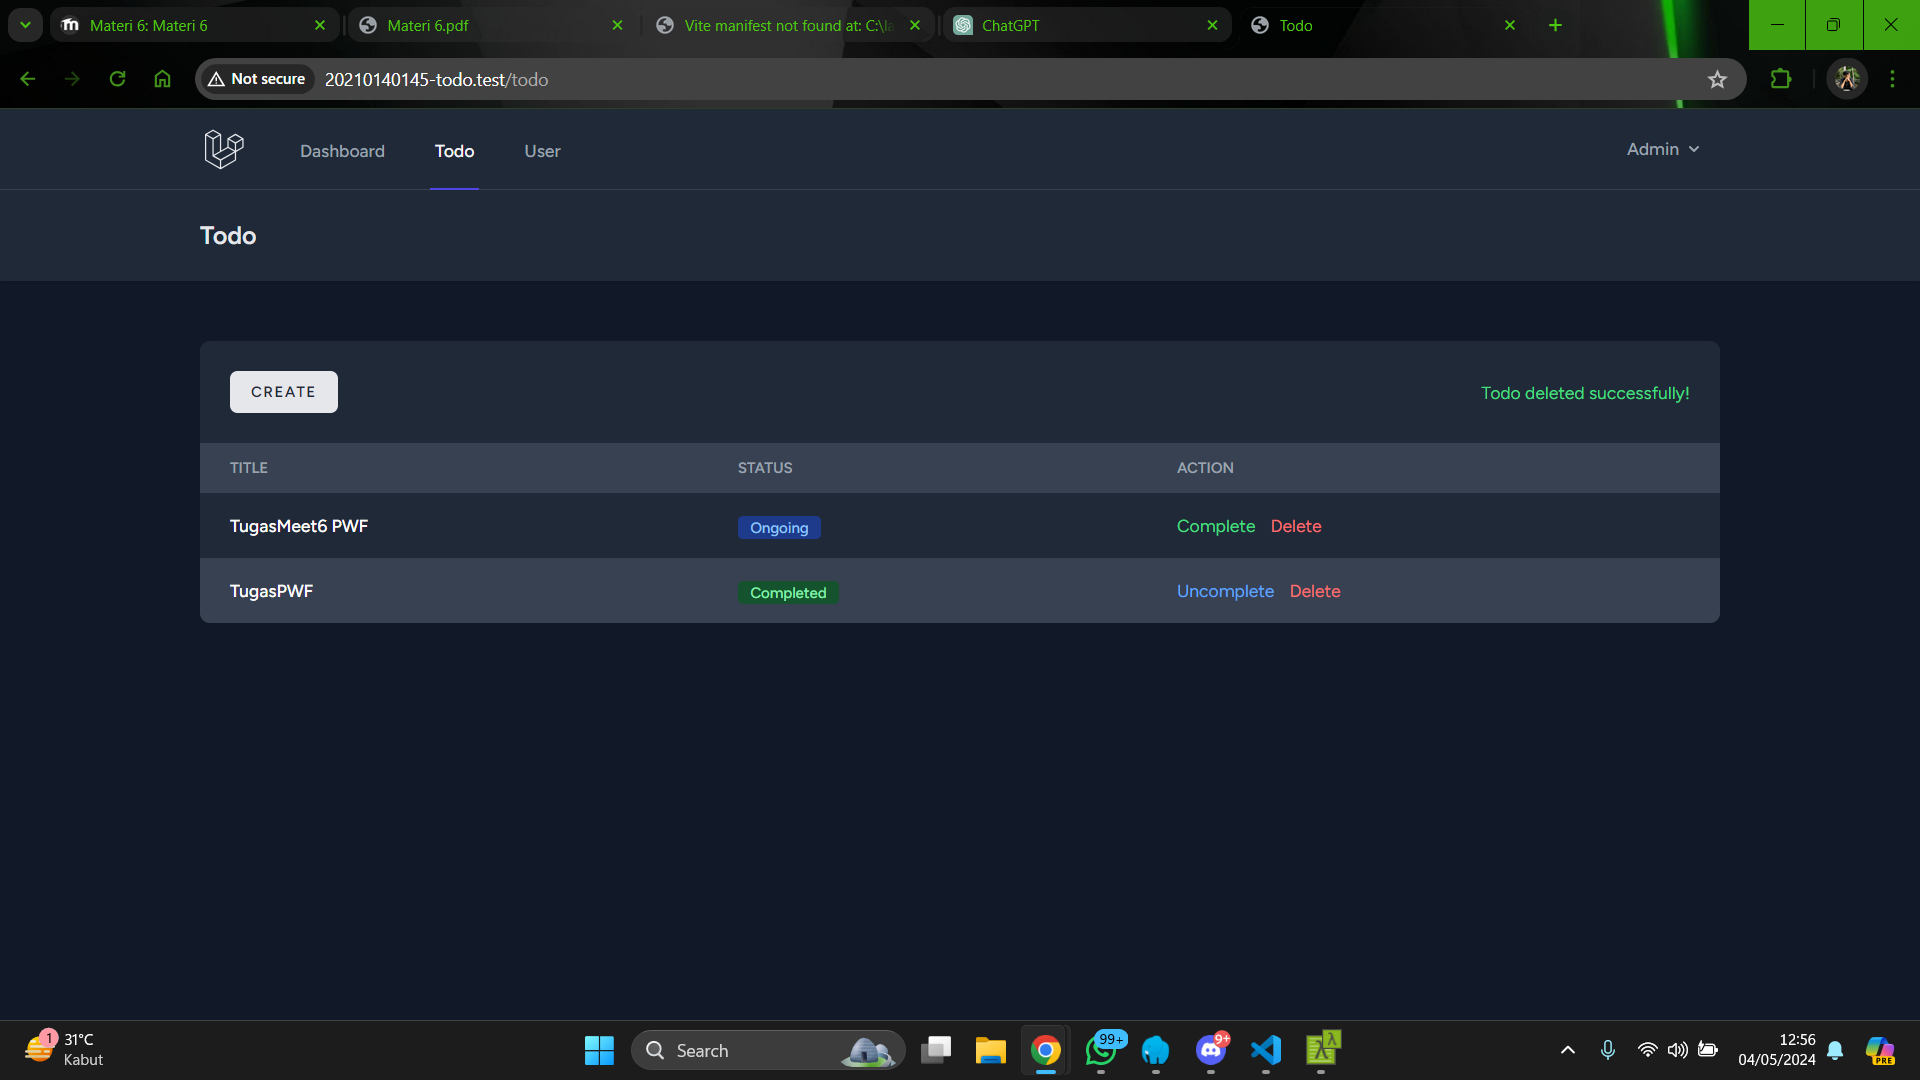 Materi 6: Materi 6
Materi 6.pdf
Vite manifest not found at: C:\la
ChatGPT
Todo
Not secure
20210140145-todo.test/todo
Dashboard
Todo
User
Admin
Todo
CREATE
Todo deleted successfully!
TITLE
STATUS
ACTION
TugasMeet6 PWF
Ongoing
Complete
Delete
TugasPWF
Completed
Uncomplete
Delete
1
31°C
Kabut
Search
99+
9+
12:56
04/05/2024
PRE